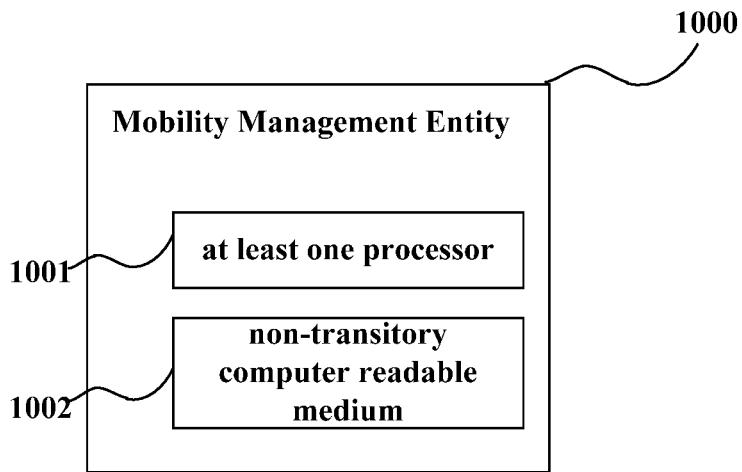 1000
Mobility Management Entity
at least one processor
1001
non-transitory
computer readable
medium
1002